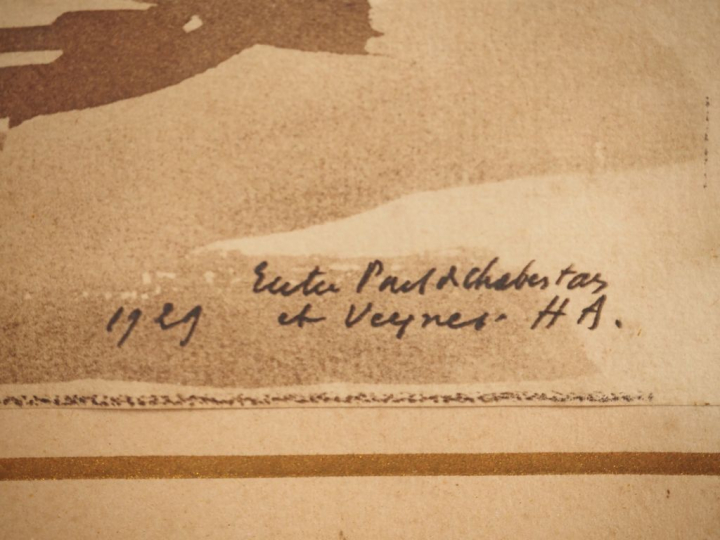 Entre Pont de Chabestan
1929 et Veynes. H A.